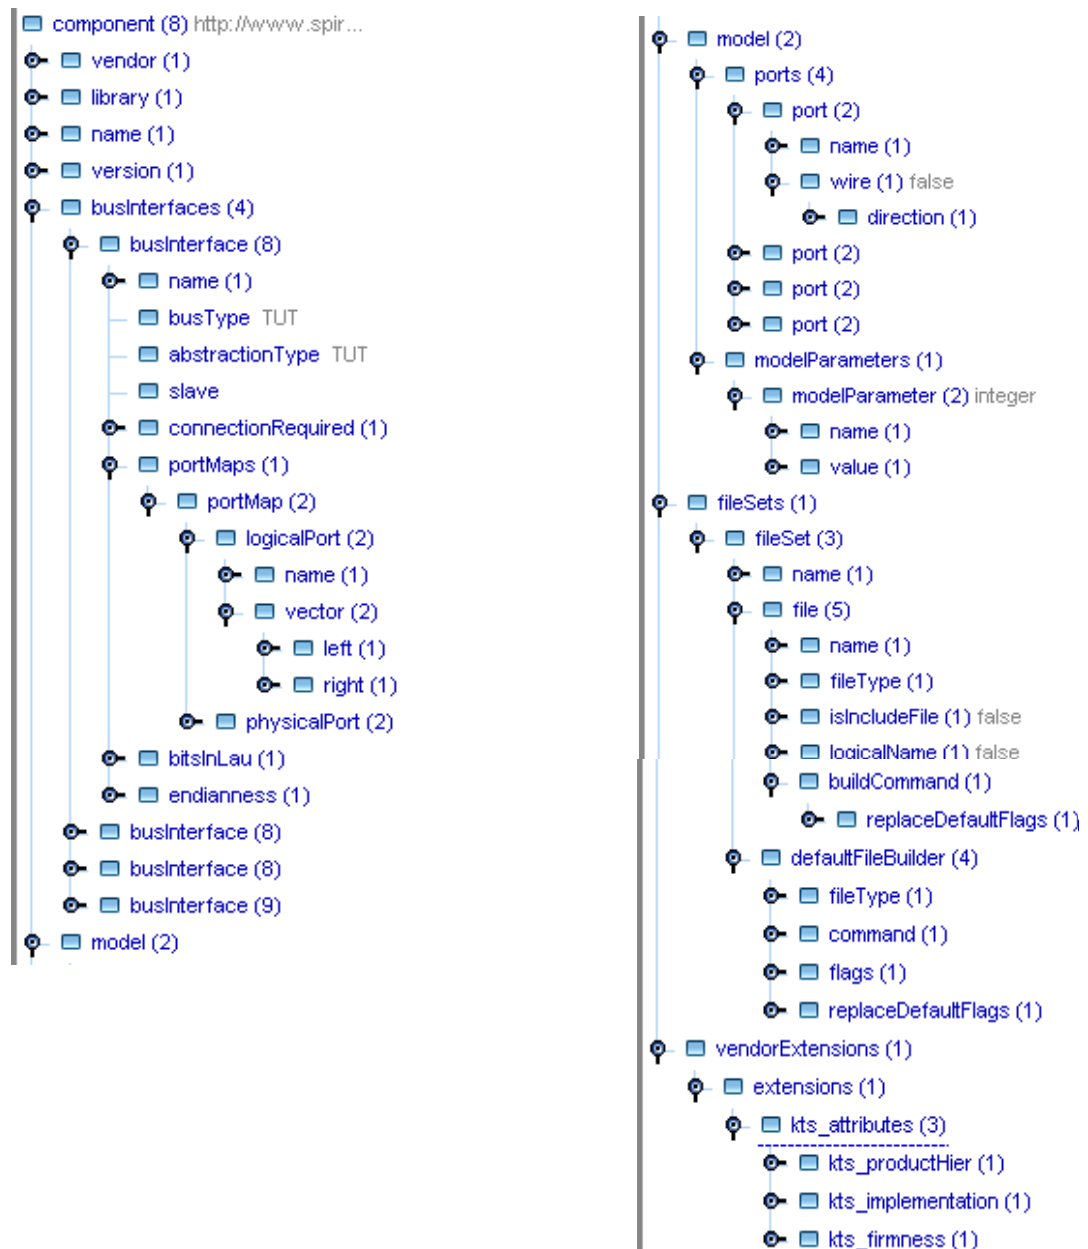 component (8) http://www.spir...
vendor (1)
library (1)
name (1)
version (1)
busInterfaces (4)
busInterface (8)
name (1)
busType TUT
abstractionType TUT
slave
connectionRequired (1)
portMaps (1)
portMap (2)
logicalPort (2)
name (1)
vector (2)
left (1)
right (1)
physicalPort (2)
bitsInLau (1)
endianness (1)
busInterface (8)
busInterface (8)
busInterface (9)
model (2)
model (2)
ports (4)
port (2)
name (1)
wire (1) false
direction (1)
port (2)
port (2)
port (2)
modelParameters (1)
modelParameter (2) integer
name (1)
value (1)
fileSets (1)
fileSet (3)
name (1)
file (5)
name (1)
fileType (1)
isIncludeFile (1) false
logicalName (1) false
buildCommand (1)
replaceDefaultFlags (1)
defaultFileBuilder (4)
fileType (1)
command (1)
flags (1)
replaceDefaultFlags (1)
vendorExtensions (1)
extensions (1)
kts_attributes (3)
kts_productHier (1)
kts_implementation (1)
kts_firmness (1)